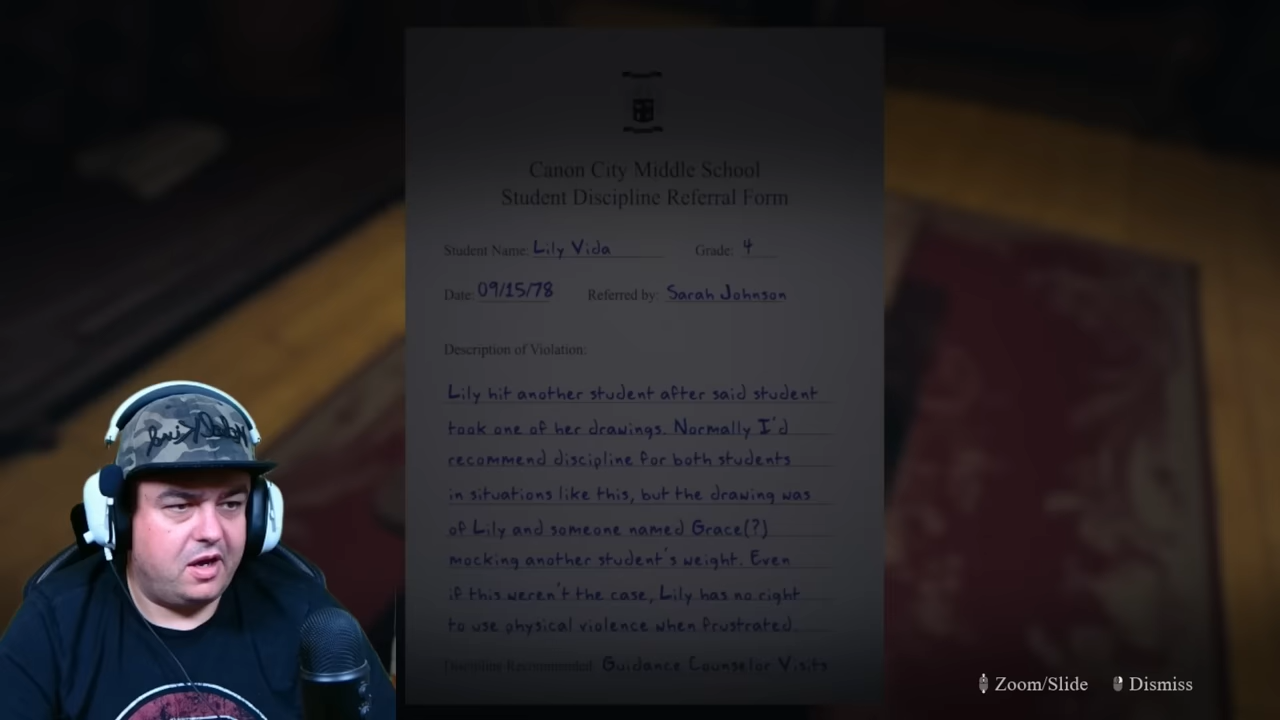 Canon City Middle School
Student Discipline Referral Form
Student Name: Lily Vida Grade: 4
Date: 09/15/78 Referred by: Sarah Johnson
Description of Violation:
Lily hit another student after said student
took one of her drawings. Normally I'd
recommend discipline for both students
in situations like this, but the drawing was
of Lily and someone named Grace(?)
mocking another student's weight. Even
if this weren't the case, Lily has no right
to use physical violence when frustrated.
Discipline Recommended: Guidance Counselor Visits
Zoom/Slide Dismiss